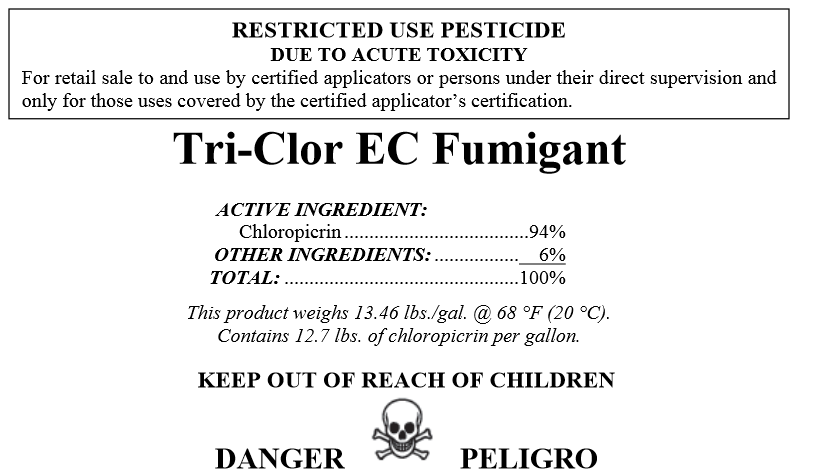 RESTRICTED USE PESTICIDE
DUE TO ACUTE TOXICITY
For retail sale to and use by certified applicators or persons under their direct supervision and
only for those uses covered by the certified applicator’s certification.
Tri-Clor EC Fumigant
ACTIVE INGREDIENT:
Chloropicrin......................................94%
OTHER INGREDIENTS:................. 6%
TOTAL: ................................................100%
This product weighs 13.46 lbs./gal. @ 68 °F (20 °C).
Contains 12.7 lbs. of chloropicrin per gallon.
KEEP OUT OF REACH OF CHILDREN
DANGER PELIGRO